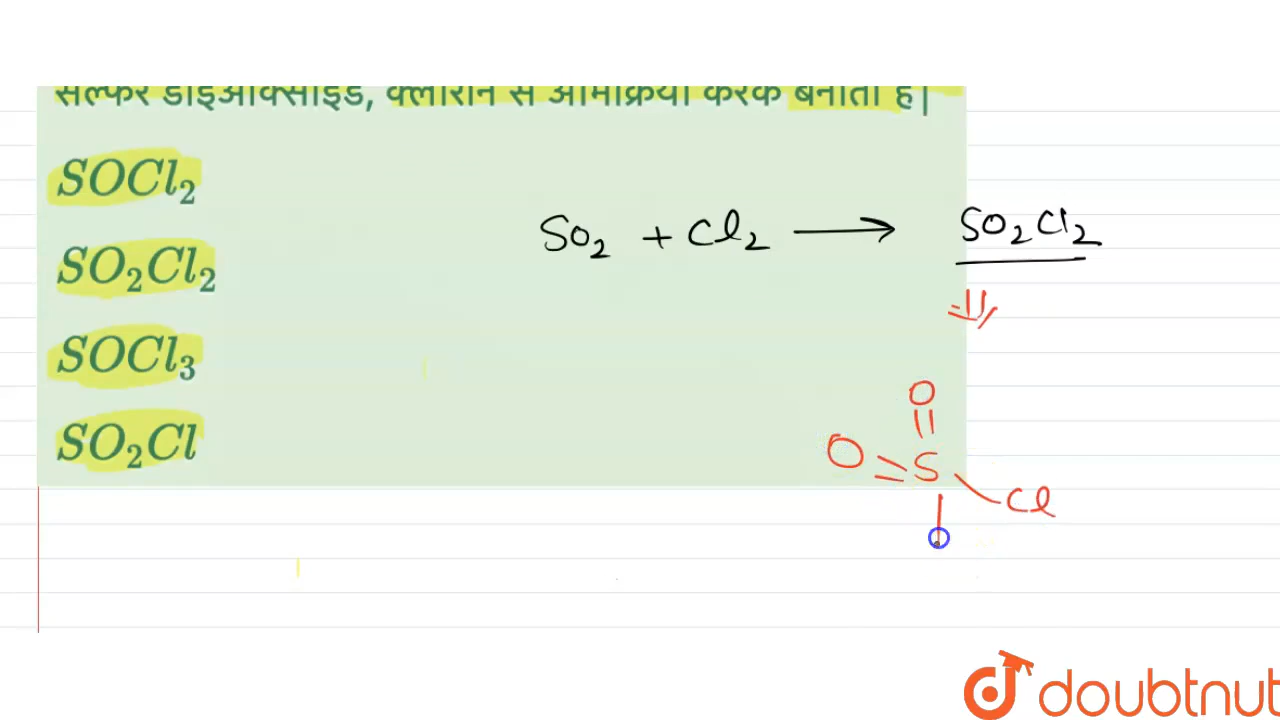 सल्फर डाइऑक्साइड, क्लोरीन से अभिक्रिया करके बनाता है|
SOCl₂
SO₂Cl₂
SOCl₃
SO₂Cl
SO₂ + Cl₂ ⟶ SO₂Cl₂
O
O
S
Cl
doubtnut